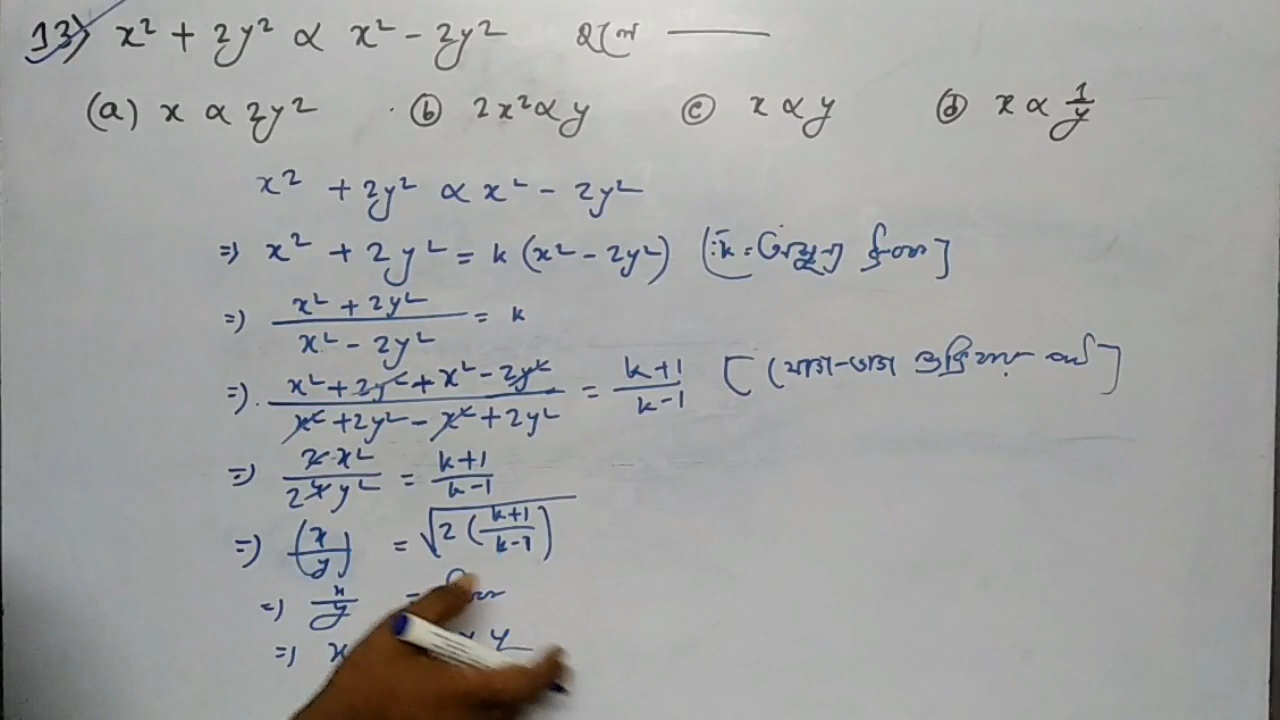 13) x² + 2y² ∝ x² - 2y² হলে ———
(a) x ∝ 2y² (b) 2x² ∝ y (c) x ∝ y (d) x ∝ 1/y
x² + 2y² ∝ x² - 2y²
=) x² + 2y² = k (x² - 2y²) [
=) (x² + 2y²)/(x² - 2y²) = k
=) (x² + 2y² + x² - 2y²)/(x² + 2y² - x² + 2y²) = (k+1)/(k-1) [যোগ-ভাগ প্রক্রিয়া করে]
=) 2x²/4y² = (k+1)/(k-1)
=) (x/y) = √2((k+1)/(k-1))
=) x/y =
=) x y